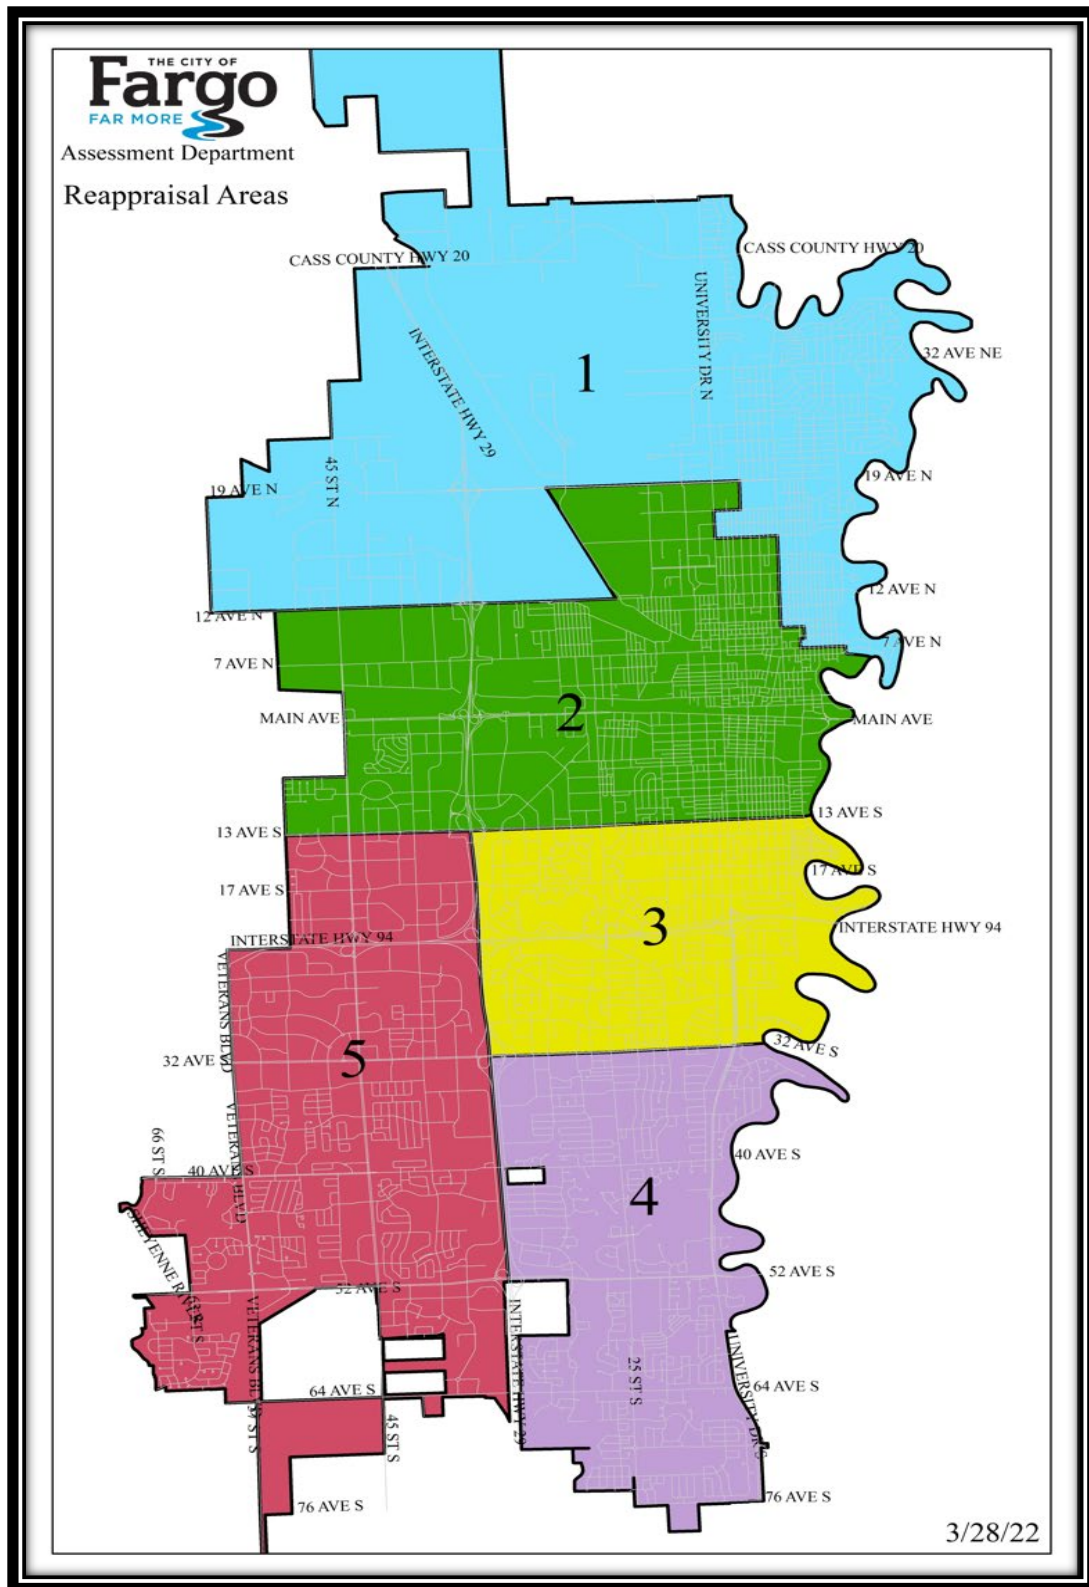 THE CITY OF
Fargo
FAR MORE
Assessment Department
Reappraisal Areas
CASS COUNTY HWY 20
CASS COUNTY HWY 20
UNIVERSITY DR N
INTERSTATE HWY 29
32 AVE NE
1
45 ST N
19 AVE N
19 AVE N
12 AVE N
12 AVE N
7 AVE N
7 AVE N
2
MAIN AVE
MAIN AVE
13 AVE S
13 AVE S
17 AVE S
17 AVE S
3
INTERSTATE HWY 94
INTERSTATE HWY 94
VETERANS BLVD
32 AVE S
32 AVE S
5
VETERANS BLVD
66 ST S
40 AVE S
40 AVE S
4
SHEYENNE RIVER
52 AVE S
52 AVE S
VETERANS BLVD
INTERSTATE HWY 29
25 ST S
UNIVERSITY DR S
64 AVE S
64 AVE S
45 ST S
76 AVE S
76 AVE S
3/28/22